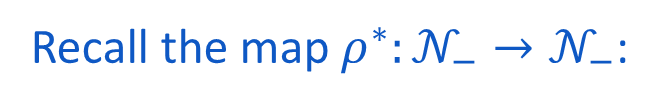 Recall the map ρ*: 𝒩₋ → 𝒩₋: